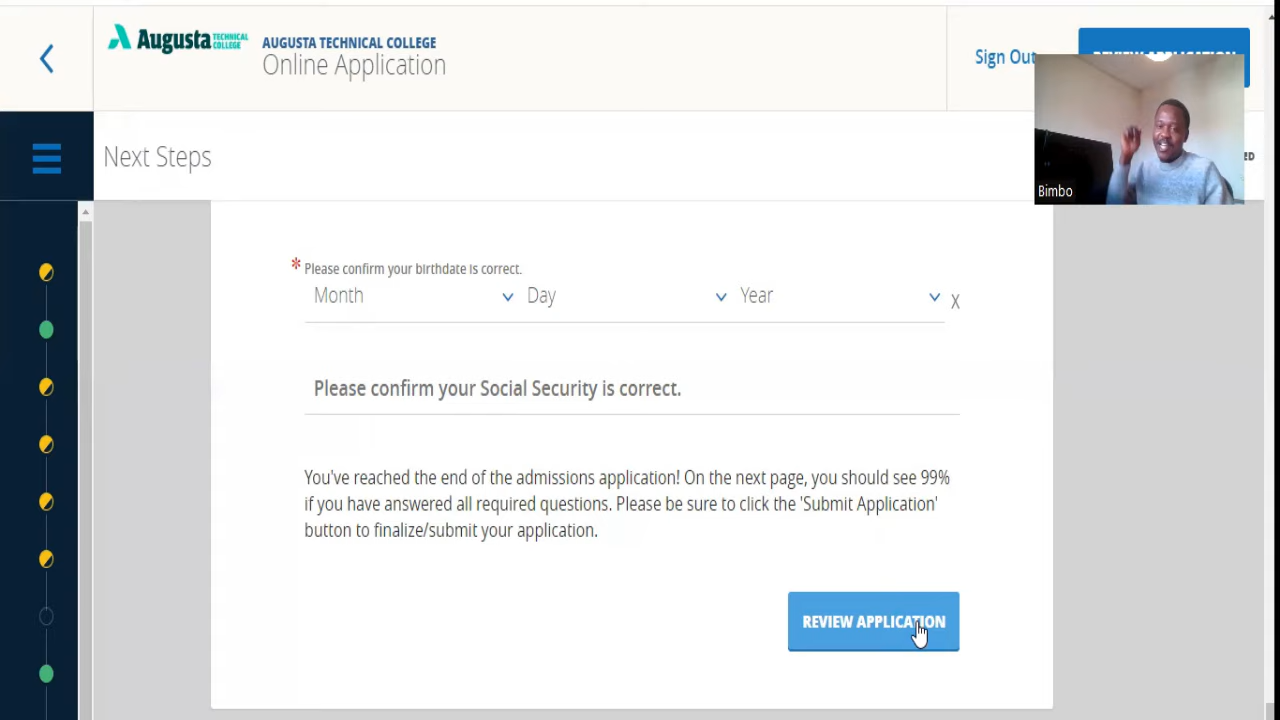 Augusta TECHNICAL COLLEGE
AUGUSTA TECHNICAL COLLEGE
Online Application
Sign Out
REVIEW APPLICATION
Next Steps
Bimbo
* Please confirm your birthdate is correct.
Month Day Year X
Please confirm your Social Security is correct.
You've reached the end of the admissions application! On the next page, you should see 99%
if you have answered all required questions. Please be sure to click the 'Submit Application'
button to finalize/submit your application.
REVIEW APPLICATION